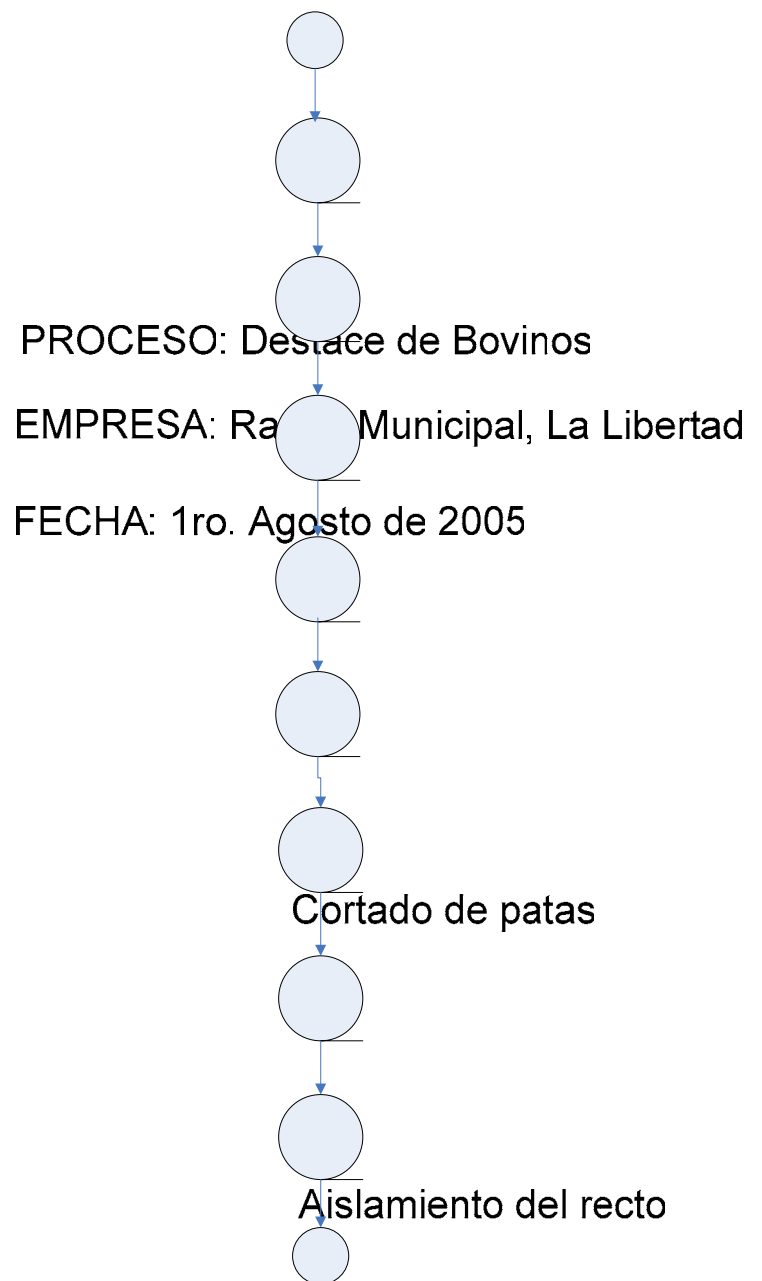 PROCESO: Destace de Bovinos
EMPRESA: Municipal, La Libertad
FECHA: 1ro. Agosto de 2005
Cortado de patas
Aislamiento del recto